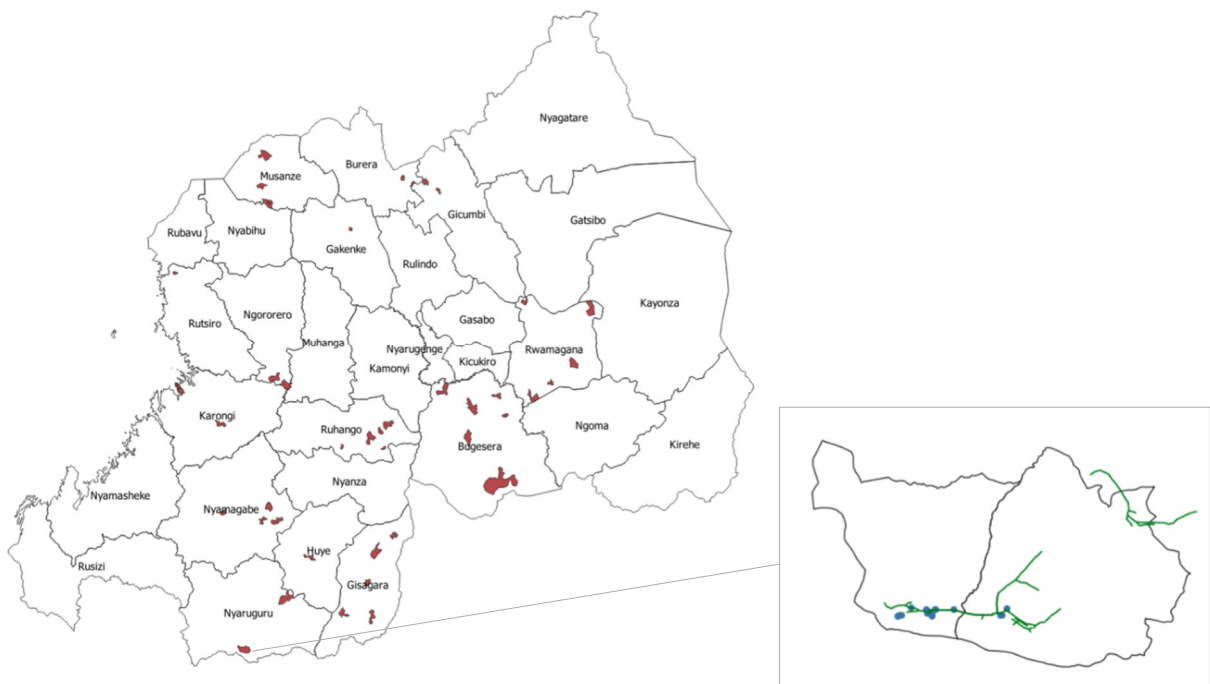 Nyagatare
Burera
Musanze
Gicumbi
Gatsibo
Rubavu
Nyabihu
Gakenke
Rulindo
Kayonza
Rutsiro
Ngororero
Gasabo
Muhanga
Nyarugenge
Rwamagana
Kicukiro
Kamonyi
Karongi
Ruhango
Ngoma
Bugesera
Kirehe
Nyamasheke
Nyanza
Nyamagabe
Huye
Rusizi
Gisagara
Nyaruguru